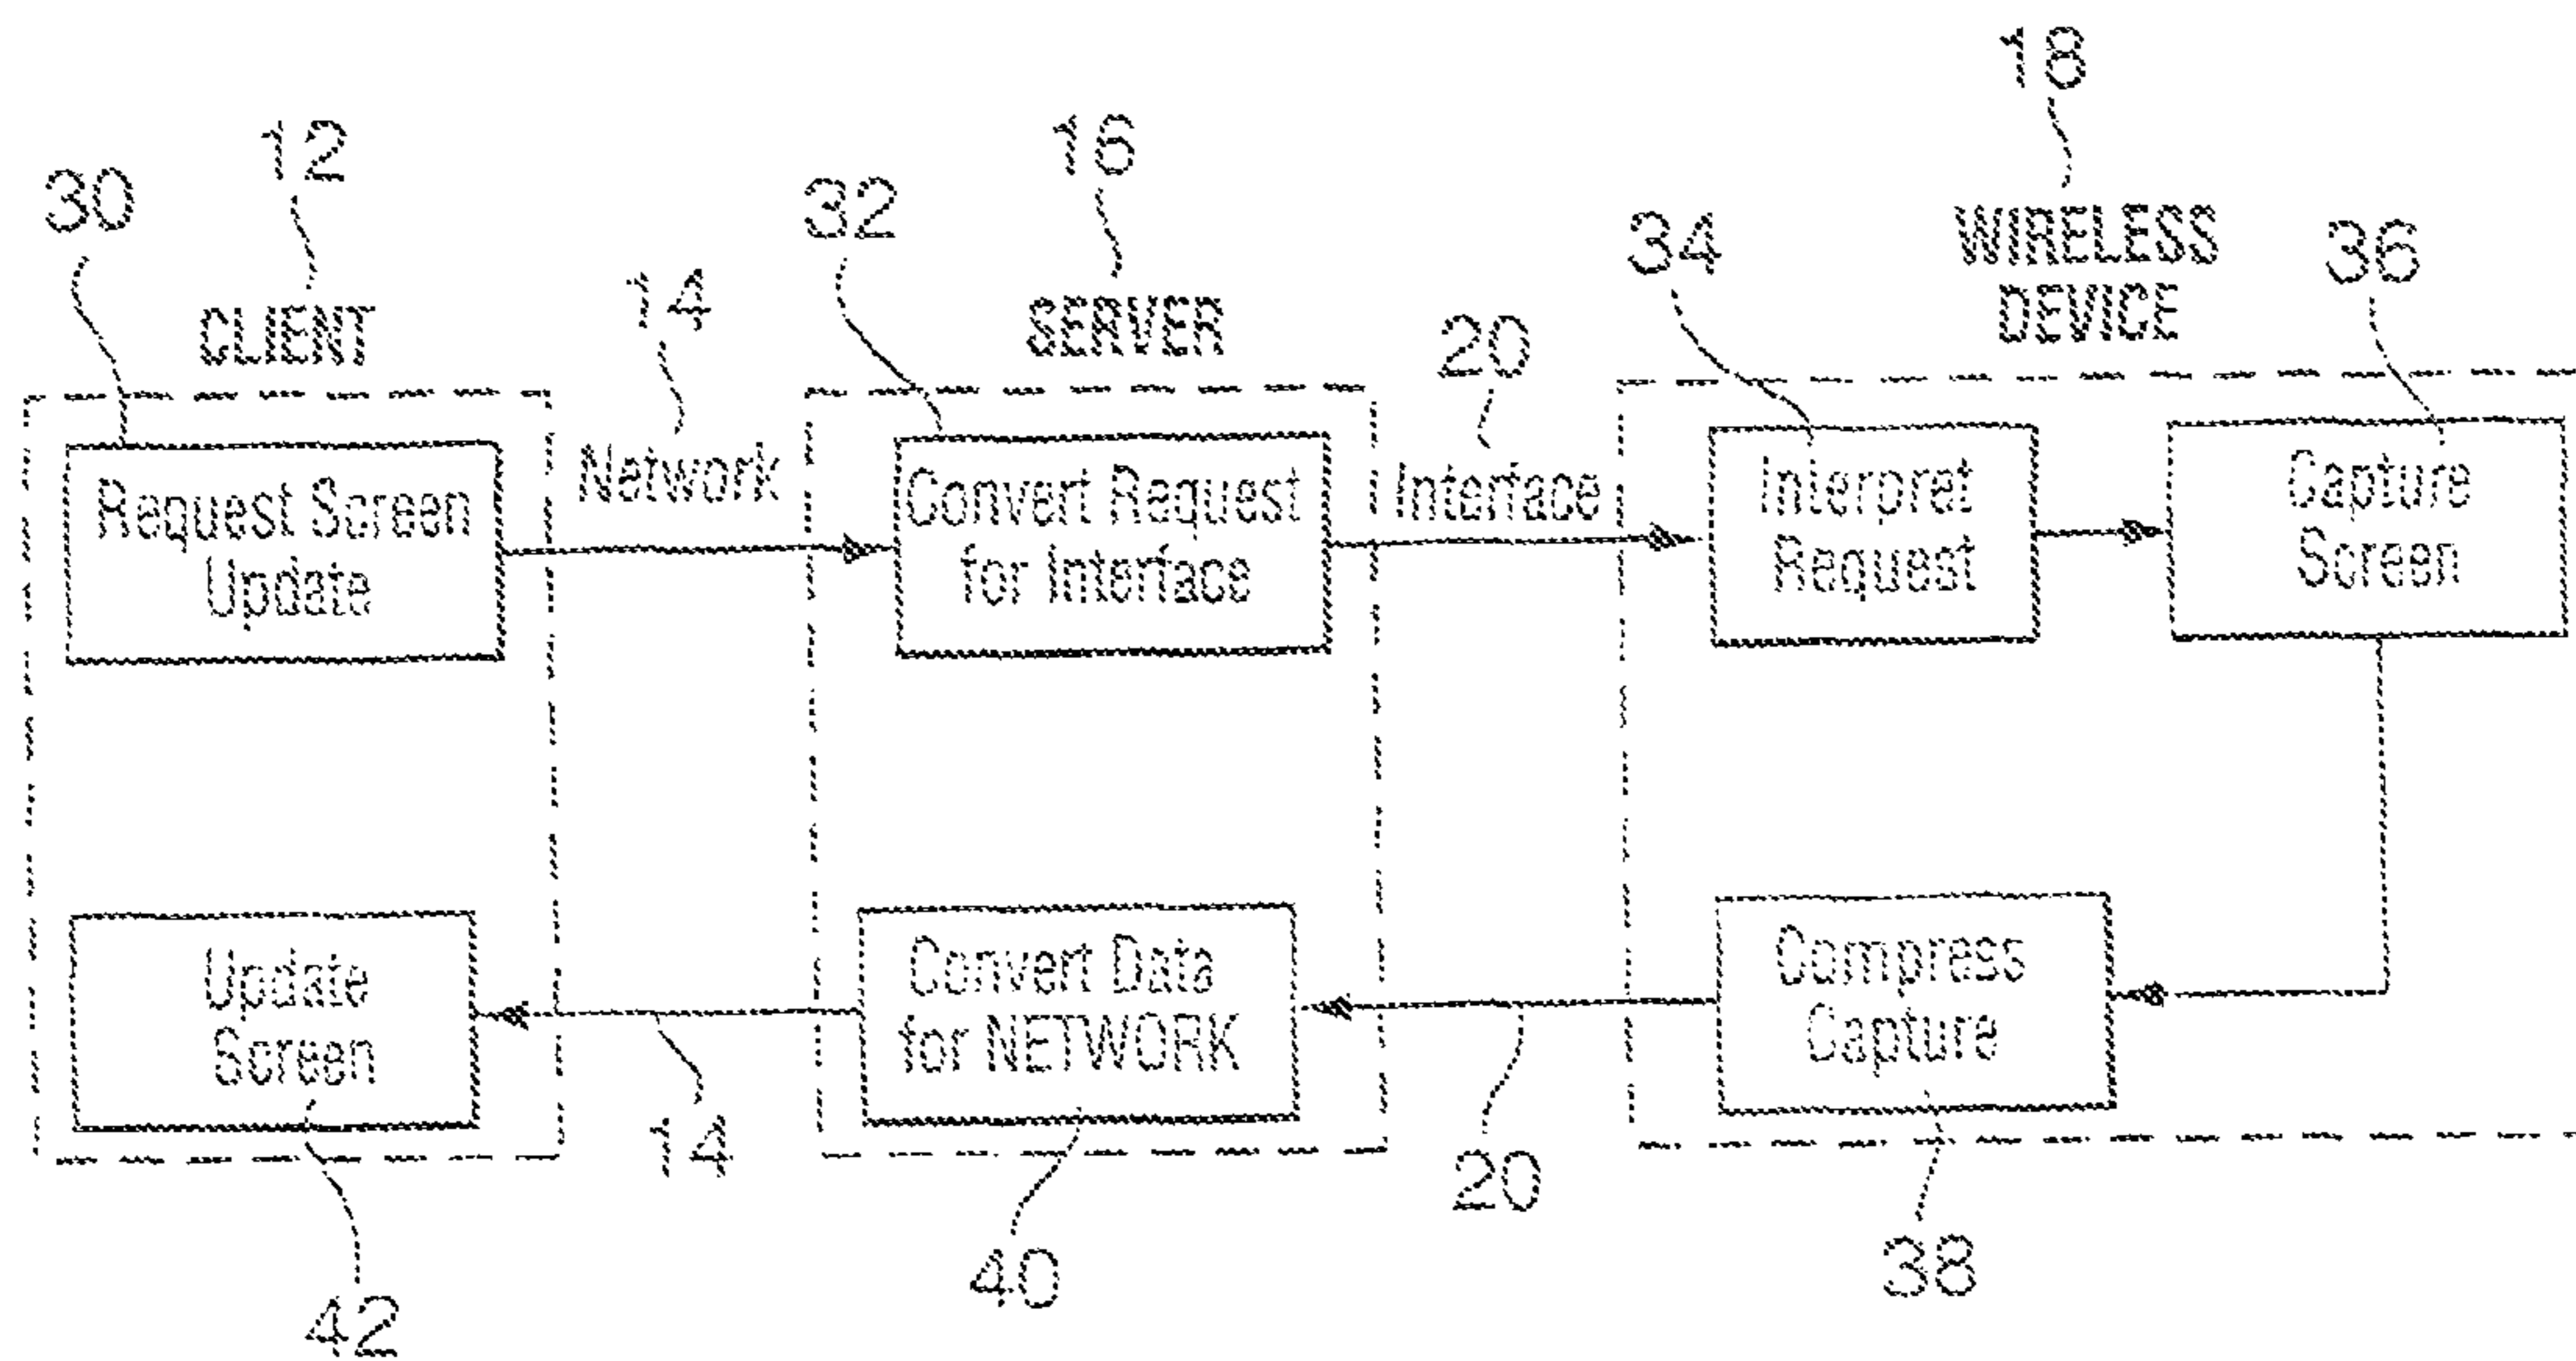 18
12
16
30
32
34
WIRELESS
DEVICE
36
14
CLIENT
SERVER
20
Network
Interface
Request Screen
Update
Convert Request
for Interface
Interpret
Request
Capture
Screen
Update
Screen
Convert Data
for NETWORK
Compress
Capture
14
20
40
38
42